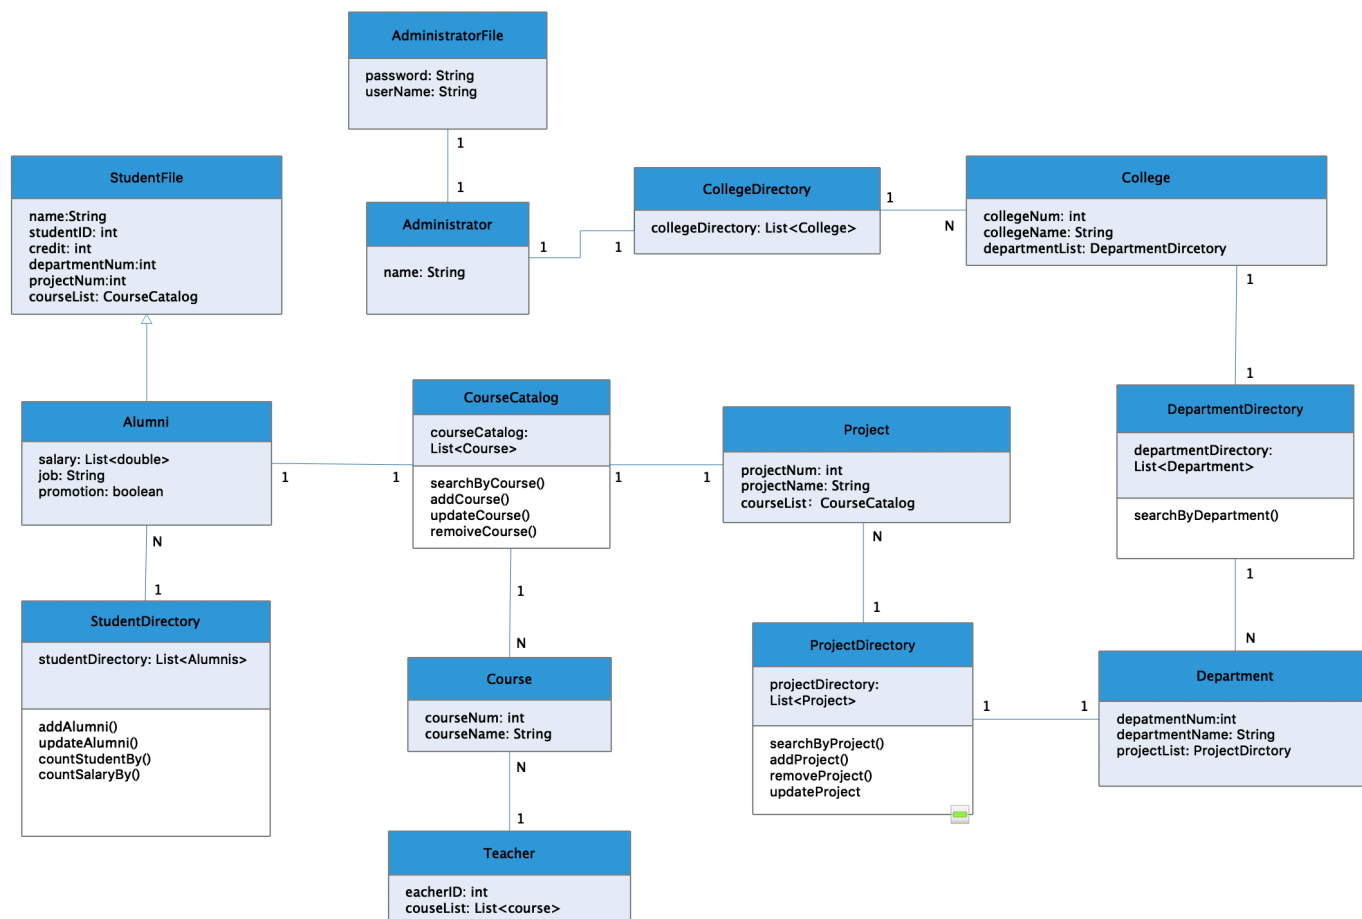 AdministratorFile
password: String
userName: String
1
1
Administrator
name: String
1
1
CollegeDirectory
collegeDirectory: List<College>
1
N
College
collegeNum: int
collegeName: String
departmentList: DepartmentDircetory
1
1
StudentFile
name:String
studentID: int
credit: int
departmentNum:int
projectNum:int
courseList: CourseCatalog
Alumni
salary: List<double>
job: String
promotion: boolean
1
1
N
1
CourseCatalog
courseCatalog:
List<Course>
searchByCourse()
addCourse()
updateCourse()
remoiveCourse()
1
1
1
N
Project
projectNum: int
projectName: String
courseList: CourseCatalog
N
1
DepartmentDirectory
departmentDirectory:
List<Department>
searchByDepartment()
1
N
StudentDirectory
studentDirectory: List<Alumnis>
addAlumni()
updateAlumni()
countStudentBy()
countSalaryBy()
Course
courseNum: int
courseName: String
N
1
ProjectDirectory
projectDirectory:
List<Project>
searchByProject()
addProject()
removeProject()
updateProject
1
1
Department
depatmentNum:int
departmentName: String
projectList: ProjectDirctory
Teacher
eacherID: int
couseList: List<course>